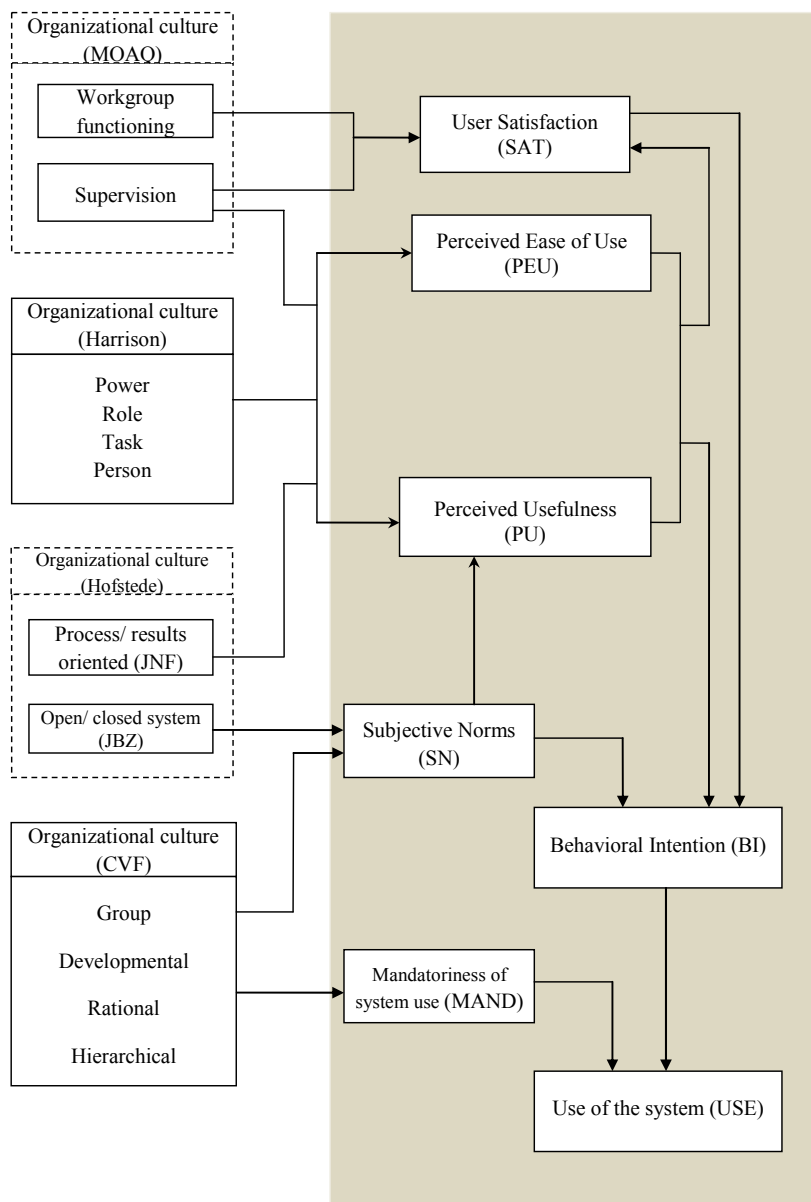 Organizational culture
(MOAQ)
Workgroup
functioning
Supervision
User Satisfaction
(SAT)
Perceived Ease of Use
(PEU)
Organizational culture
(Harrison)
Power
Role
Task
Person
Perceived Usefulness
(PU)
Organizational culture
(Hofstede)
Process/ results
oriented (JNF)
Open/ closed system
(JBZ)
Subjective Norms
(SN)
Organizational culture
(CVF)
Group
Developmental
Rational
Hierarchical
Behavioral Intention (BI)
Mandatoriness of
system use (MAND)
Use of the system (USE)